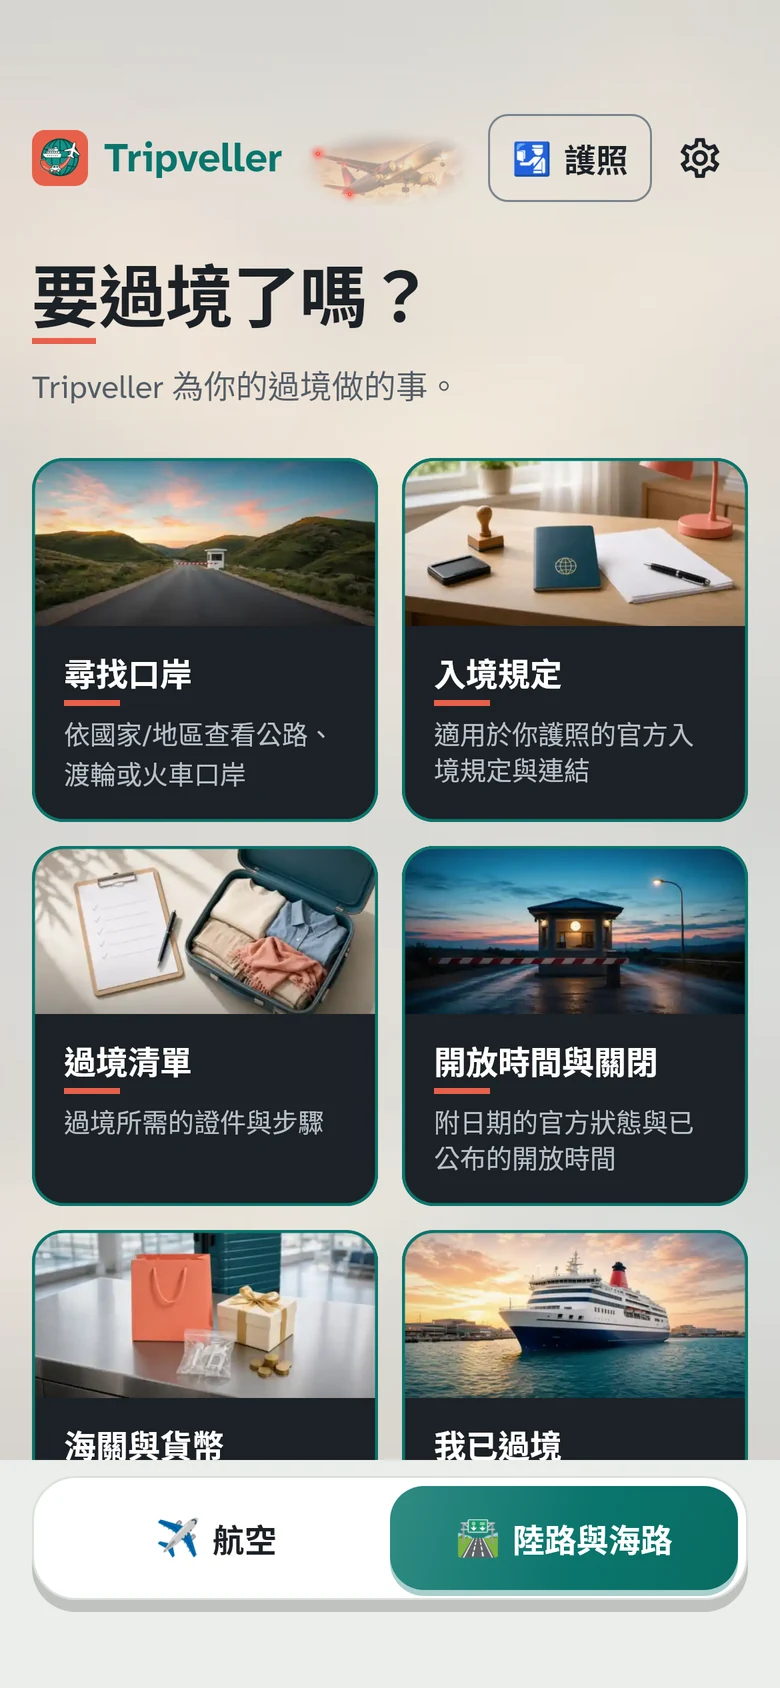 Tripveller
護照
要過境了嗎？
Tripveller 為你的過境做的事。
尋找口岸
依國家/地區查看公路、
渡輪或火車口岸
入境規定
適用於你護照的官方入
境規定與連結
過境清單
過境所需的證件與步驟
開放時間與關閉
附日期的官方狀態與已
公布的開放時間
海關與貨幣
我已過境
航空
陸路與海路